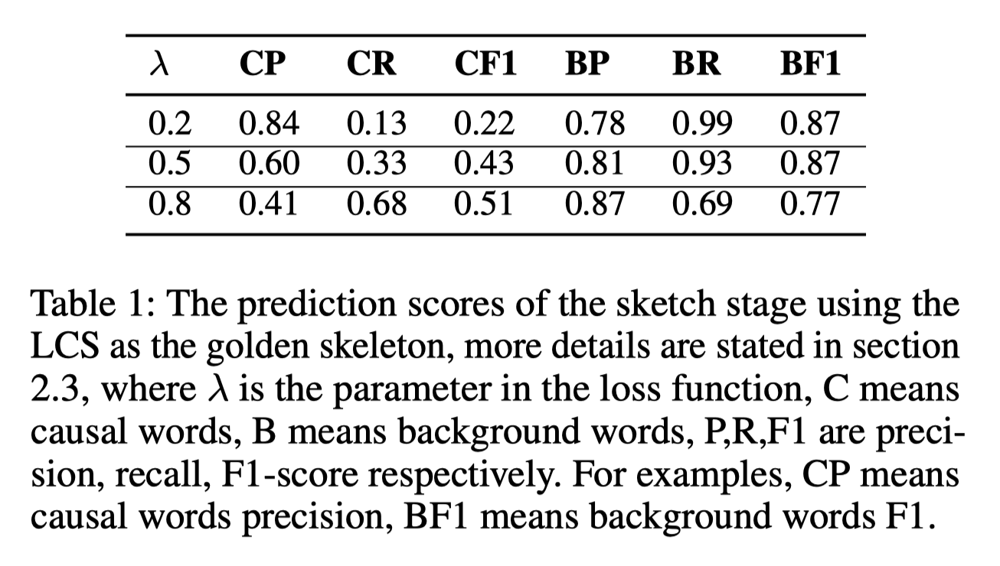 λ CP CR CF1 BP BR BF1
0.2 0.84 0.13 0.22 0.78 0.99 0.87
0.5 0.60 0.33 0.43 0.81 0.93 0.87
0.8 0.41 0.68 0.51 0.87 0.69 0.77
Table 1: The prediction scores of the sketch stage using the
LCS as the golden skeleton, more details are stated in section
2.3, where λ is the parameter in the loss function, C means
causal words, B means background words, P,R,F1 are preci-
sion, recall, F1-score respectively. For examples, CP means
causal words precision, BF1 means background words F1.